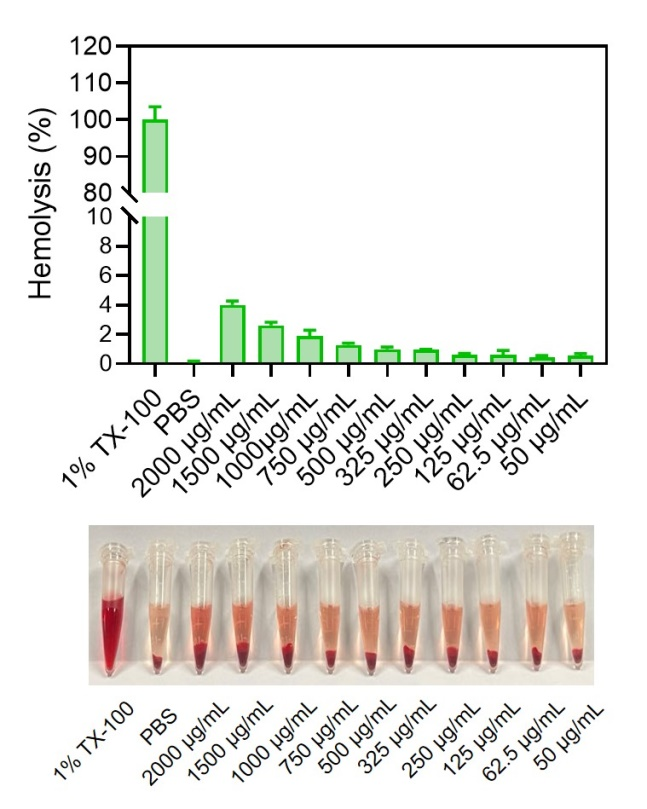 120
110
100
90
80
10
8
6
4
2
0
Hemolysis (%)
1% TX-100
PBS
2000 µg/mL
1500 µg/mL
1000µg/mL
750 µg/mL
500 µg/mL
325 µg/mL
250 µg/mL
125 µg/mL
62.5 µg/mL
50 µg/mL
1% TX-100
PBS
2000 µg/mL
1500 µg/mL
1000 µg/mL
750 µg/mL
500 µg/mL
325 µg/mL
250 µg/mL
125 µg/mL
62.5 µg/mL
50 µg/mL